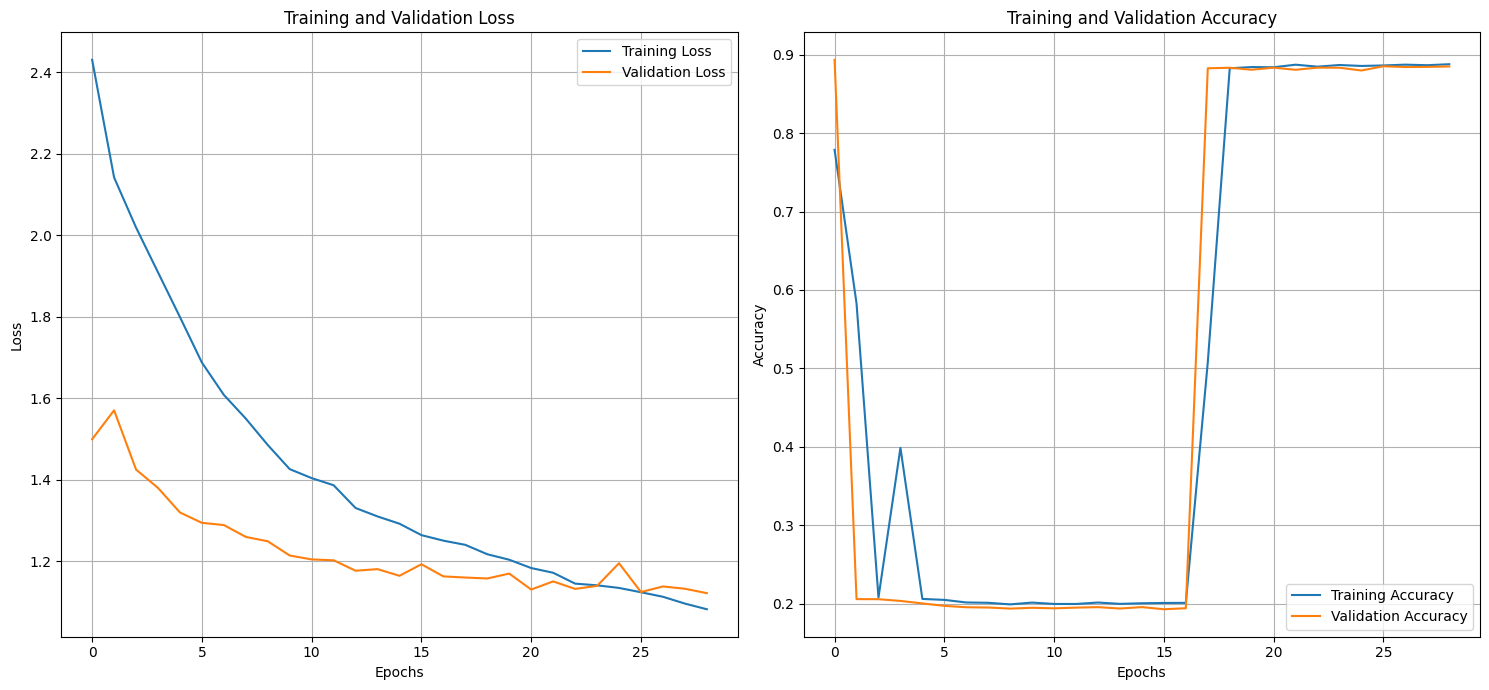 Training and Validation Loss
Training Loss
Validation Loss
2.4
2.2
2.0
1.8
1.6
1.4
1.2
Loss
0
5
10
15
20
25
Epochs
Training and Validation Accuracy
0.9
0.8
0.7
0.6
0.5
0.4
0.3
0.2
Accuracy
Training Accuracy
Validation Accuracy
0
5
10
15
20
25
Epochs